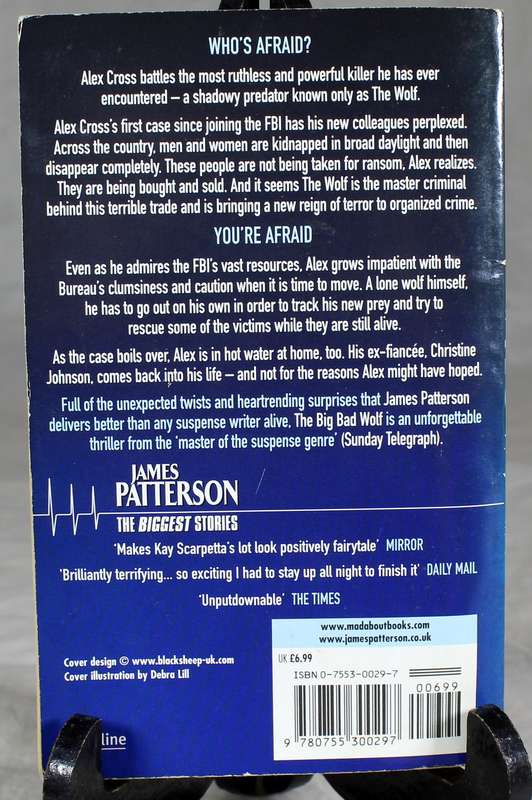 WHO'S AFRAID?
Alex Cross battles the most ruthless and powerful killer he has ever
encountered – a shadowy predator known only as The Wolf.
Alex Cross's first case since joining the FBI has his new colleagues perplexed.
Across the country, men and women are kidnapped in broad daylight and then
disappear completely. These people are not being taken for ransom, Alex realizes.
They are being bought and sold. And it seems The Wolf is the master criminal
behind this terrible trade and is bringing a new reign of terror to organized crime.
YOU'RE AFRAID
Even as he admires the FBI's vast resources, Alex grows impatient with the
Bureau's clumsiness and caution when it is time to move. A lone wolf himself,
he has to go out on his own in order to track his new prey and try to
rescue some of the victims while they are still alive.
As the case boils over, Alex is in hot water at home, too. His ex-fiancée, Christine
Johnson, comes back into his life – and not for the reasons Alex might have hoped.
Full of the unexpected twists and heartrending surprises that James Patterson
delivers better than any suspense writer alive, The Big Bad Wolf is an unforgettable
thriller from the 'master of the suspense genre' (Sunday Telegraph).
JAMES
PATTERSON
THE BIGGEST STORIES
'Makes Kay Scarpetta's lot look positively fairytale' MIRROR
'Brilliantly terrifying... so exciting I had to stay up all night to finish it' DAILY MAIL
'Unputdownable' THE TIMES
www.madaboutbooks.com
www.jamespatterson.co.uk
UK £6.99
ISBN 0-7553-0029-7
00699
9 780755 300297
Cover design © www.blacksheep-uk.com
Cover illustration by Debra Lill
line